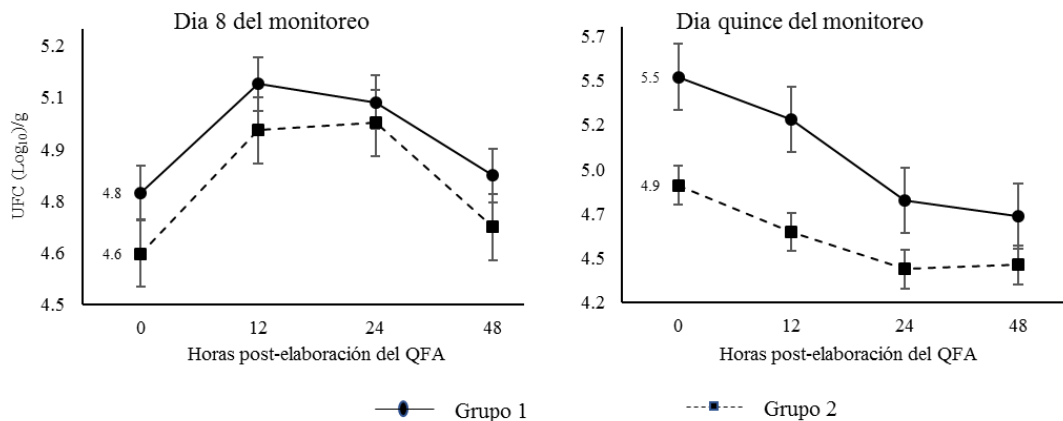 Dia 8 del monitoreo
UFC (Log₁₀)/g
5.2
5.1
4.9
4.8
4.6
4.5
4.8
4.6
0 12 24 48
Horas post-elaboración del QFA
Dia quince del monitoreo
5.7
5.5
5.2
5.0
4.7
4.5
4.2
5.5
4.9
0 12 24 48
Horas post-elaboración del QFA
Grupo 1 Grupo 2